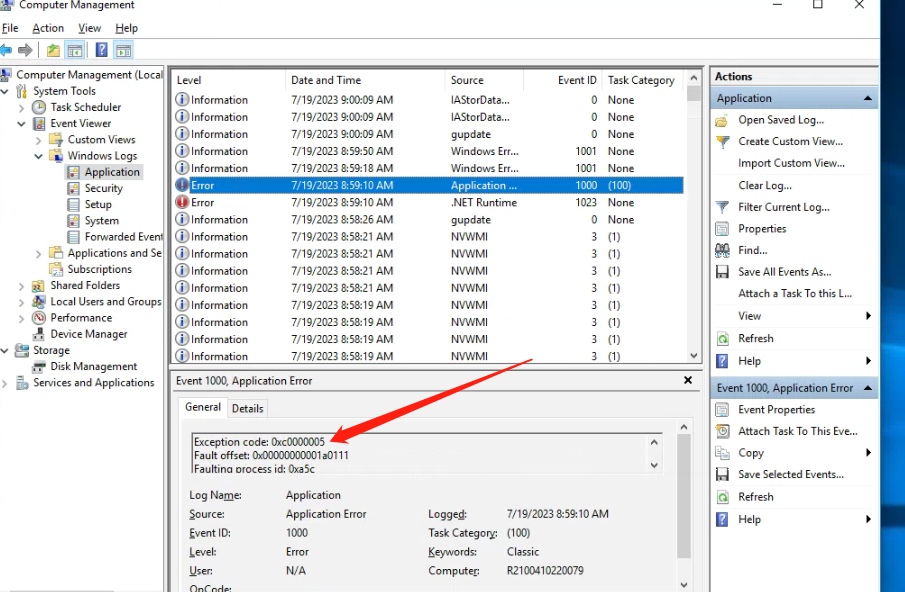 Computer Management
File Action View Help
Computer Management (Local
System Tools
Task Scheduler
Event Viewer
Custom Views
Windows Logs
Application
Security
Setup
System
Forwarded Event
Applications and Se
Subscriptions
Shared Folders
Local Users and Groups
Performance
Device Manager
Storage
Disk Management
Services and Applications
Level Date and Time Source Event ID Task Category
Information 7/19/2023 9:00:09 AM IAStorData... 0 None
Information 7/19/2023 9:00:09 AM IAStorData... 0 None
Information 7/19/2023 9:00:09 AM gupdate 0 None
Information 7/19/2023 8:59:50 AM Windows Err... 1001 None
Information 7/19/2023 8:59:18 AM Windows Err... 1001 None
Error 7/19/2023 8:59:10 AM Application ... 1000 (100)
Error 7/19/2023 8:59:10 AM .NET Runtime 1023 None
Information 7/19/2023 8:58:26 AM gupdate 0 None
Information 7/19/2023 8:58:21 AM NVWMI 3 (1)
Information 7/19/2023 8:58:21 AM NVWMI 3 (1)
Information 7/19/2023 8:58:21 AM NVWMI 3 (1)
Information 7/19/2023 8:58:21 AM NVWMI 3 (1)
Information 7/19/2023 8:58:19 AM NVWMI 3 (1)
Information 7/19/2023 8:58:19 AM NVWMI 3 (1)
Information 7/19/2023 8:58:19 AM NVWMI 3 (1)
Information 7/19/2023 8:58:19 AM NVWMI 3 (1)
Event 1000, Application Error
General Details
Exception code: 0xc0000005
Fault offset: 0x00000000001a0111
Faulting process id: 0xa5c
Log Name: Application
Source: Application Error Logged: 7/19/2023 8:59:10 AM
Event ID: 1000 Task Category: (100)
Level: Error Keywords: Classic
User: N/A Computer: R2100410220079
OpCode:
Actions
Application
Open Saved Log...
Create Custom View...
Import Custom View...
Clear Log...
Filter Current Log...
Properties
Find...
Save All Events As...
Attach a Task To this L...
View
Refresh
Help
Event 1000, Application Error
Event Properties
Attach Task To This Eve...
Copy
Save Selected Events...
Refresh
Help